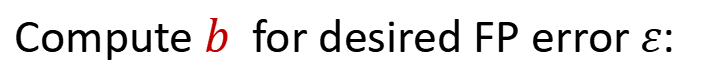 Compute b for desired FP error ε: